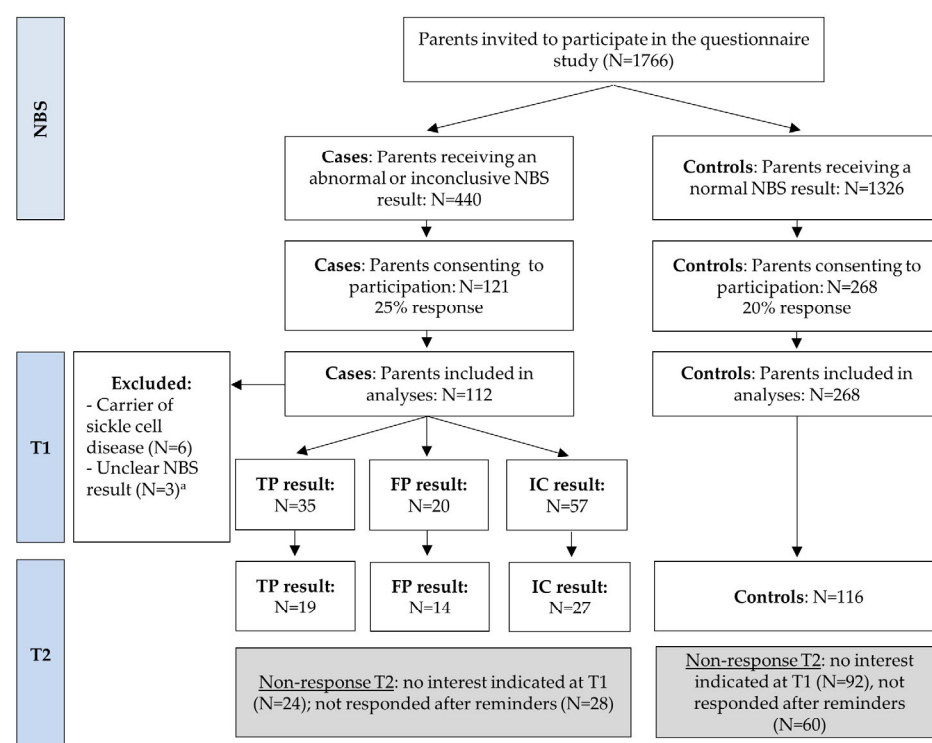 NBS
Parents invited to participate in the questionnaire
study (N=1766)
Cases: Parents receiving an
abnormal or inconclusive NBS
result: N=440
Controls: Parents receiving a
normal NBS result: N=1326
Cases: Parents consenting to
participation: N=121
25% response
Controls: Parents consenting to
participation: N=268
20% response
T1
Excluded:
- Carrier of
sickle cell
disease (N=6)
- Unclear NBS
result (N=3)a
Cases: Parents included in
analyses: N=112
Controls: Parents included in
analyses: N=268
TP result:
N=35
FP result:
N=20
IC result:
N=57
T2
TP result:
N=19
FP result:
N=14
IC result:
N=27
Controls: N=116
Non-response T2: no interest indicated at T1
(N=24); not responded after reminders (N=28)
Non-response T2: no interest
indicated at T1 (N=92), not
responded after reminders
(N=60)